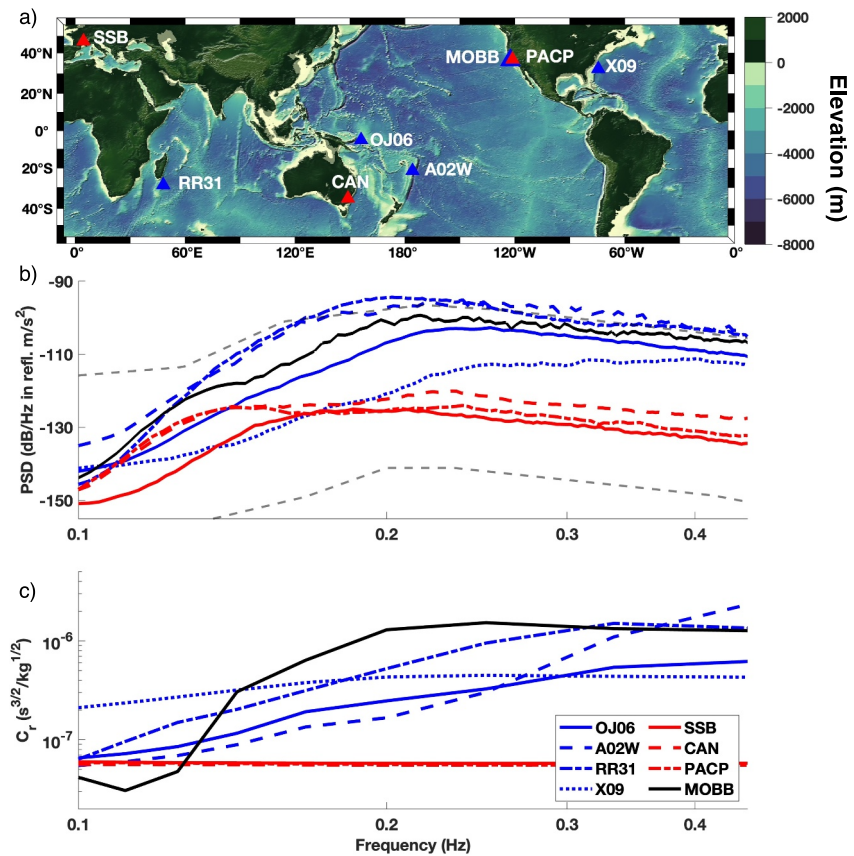 a)
SSB
MOBB PACP
X09
OJ06
RR31
CAN
A02W
40°N
20°N
0°
20°S
40°S
0° 60°E 120°E 180° 120°W 60°W 0°
2000
0
-2000
-4000
-6000
-8000
Elevation (m)
b)
PSD (dB/Hz in refl. m/s²)
-90
-110
-130
-150
0.1 0.2 0.3 0.4
c)
Cr (s^3/2/kg^1/2)
10^-6
10^-7
OJ06 SSB
A02W CAN
RR31 PACP
X09 MOBB
0.1 0.2 0.3 0.4
Frequency (Hz)